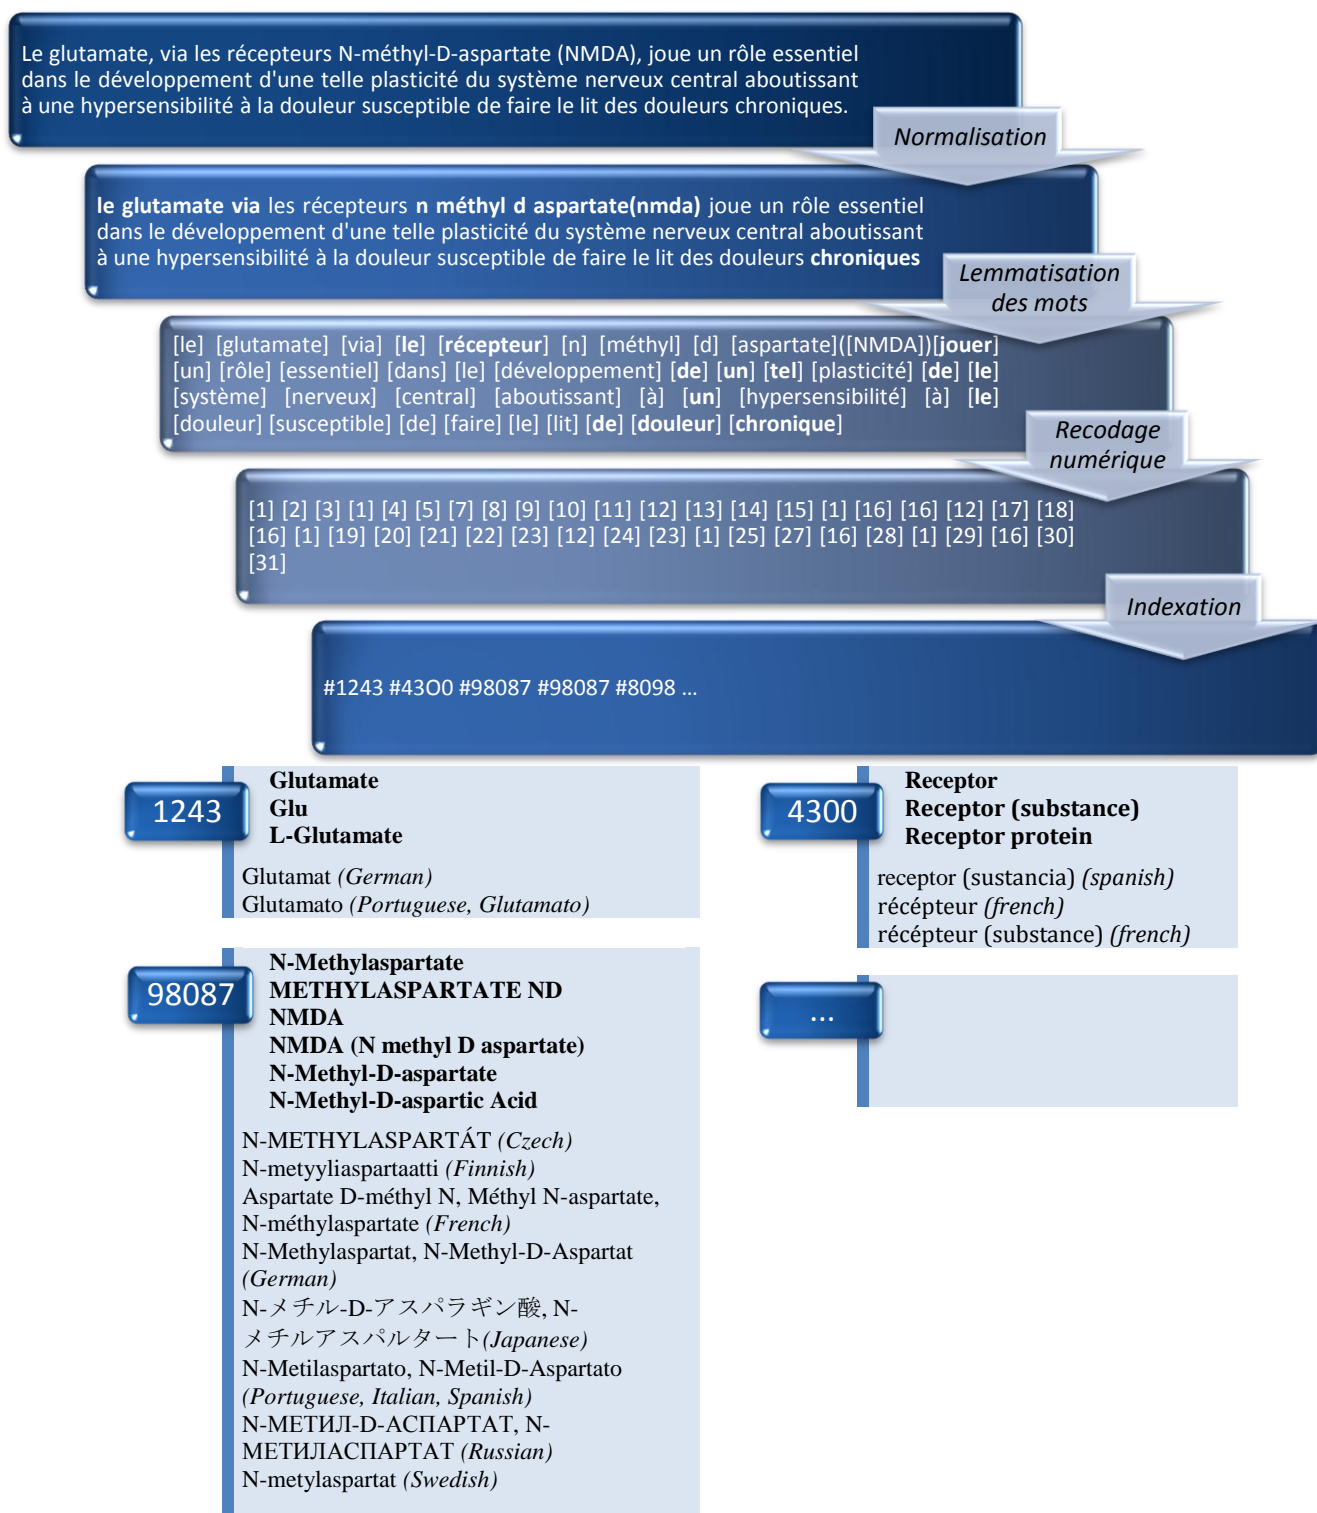 Le glutamate, via les récepteurs N-méthyl-D-aspartate (NMDA), joue un rôle essentiel
dans le développement d'une telle plasticité du système nerveux central aboutissant
à une hypersensibilité à la douleur susceptible de faire le lit des douleurs chroniques.
Normalisation
le glutamate via les récepteurs n méthyl d aspartate(nmda) joue un rôle essentiel
dans le développement d'une telle plasticité du système nerveux central aboutissant
à une hypersensibilité à la douleur susceptible de faire le lit des douleurs chroniques
Lemmatisation
des mots
[le] [glutamate] [via] [le] [récepteur] [n] [méthyl] [d] [aspartate]([NMDA])[jouer]
[un] [rôle] [essentiel] [dans] [le] [développement] [de] [un] [tel] [plasticité] [de] [le]
[système] [nerveux] [central] [aboutissant] [à] [un] [hypersensibilité] [à] [le]
[douleur] [susceptible] [de] [faire] [le] [lit] [de] [douleur] [chronique]
Recodage
numérique
[1] [2] [3] [1] [4] [5] [7] [8] [9] [10] [11] [12] [13] [14] [15] [1] [16] [16] [12] [17] [18]
[16] [1] [19] [20] [21] [22] [23] [12] [24] [23] [1] [25] [27] [16] [28] [1] [29] [16] [30]
[31]
Indexation
#1243 #43O0 #98087 #98087 #8098 ...
1243
Glutamate
Glu
L-Glutamate
Glutamat (German)
Glutamato (Portuguese, Glutamato)
4300
Receptor
Receptor (substance)
Receptor protein
receptor (sustancia) (spanish)
récépteur (french)
récépteur (substance) (french)
98087
N-Methylaspartate
METHYLASPARTATE ND
NMDA
NMDA (N methyl D aspartate)
N-Methyl-D-aspartate
N-Methyl-D-aspartic Acid
N-METHYLASPARTÁT (Czech)
N-metyyliaspartaatti (Finnish)
Aspartate D-méthyl N, Méthyl N-aspartate,
N-méthylaspartate (French)
N-Methylaspartat, N-Methyl-D-Aspartat
(German)
N-メチル-D-アスパラギン酸, N-
メチルアスパルタート(Japanese)
N-Metilaspartato, N-Metil-D-Aspartato
(Portuguese, Italian, Spanish)
N-МЕТИЛ-D-АСПАРТАТ, N-
МЕТИЛАСПАРТАТ (Russian)
N-metylaspartat (Swedish)
...